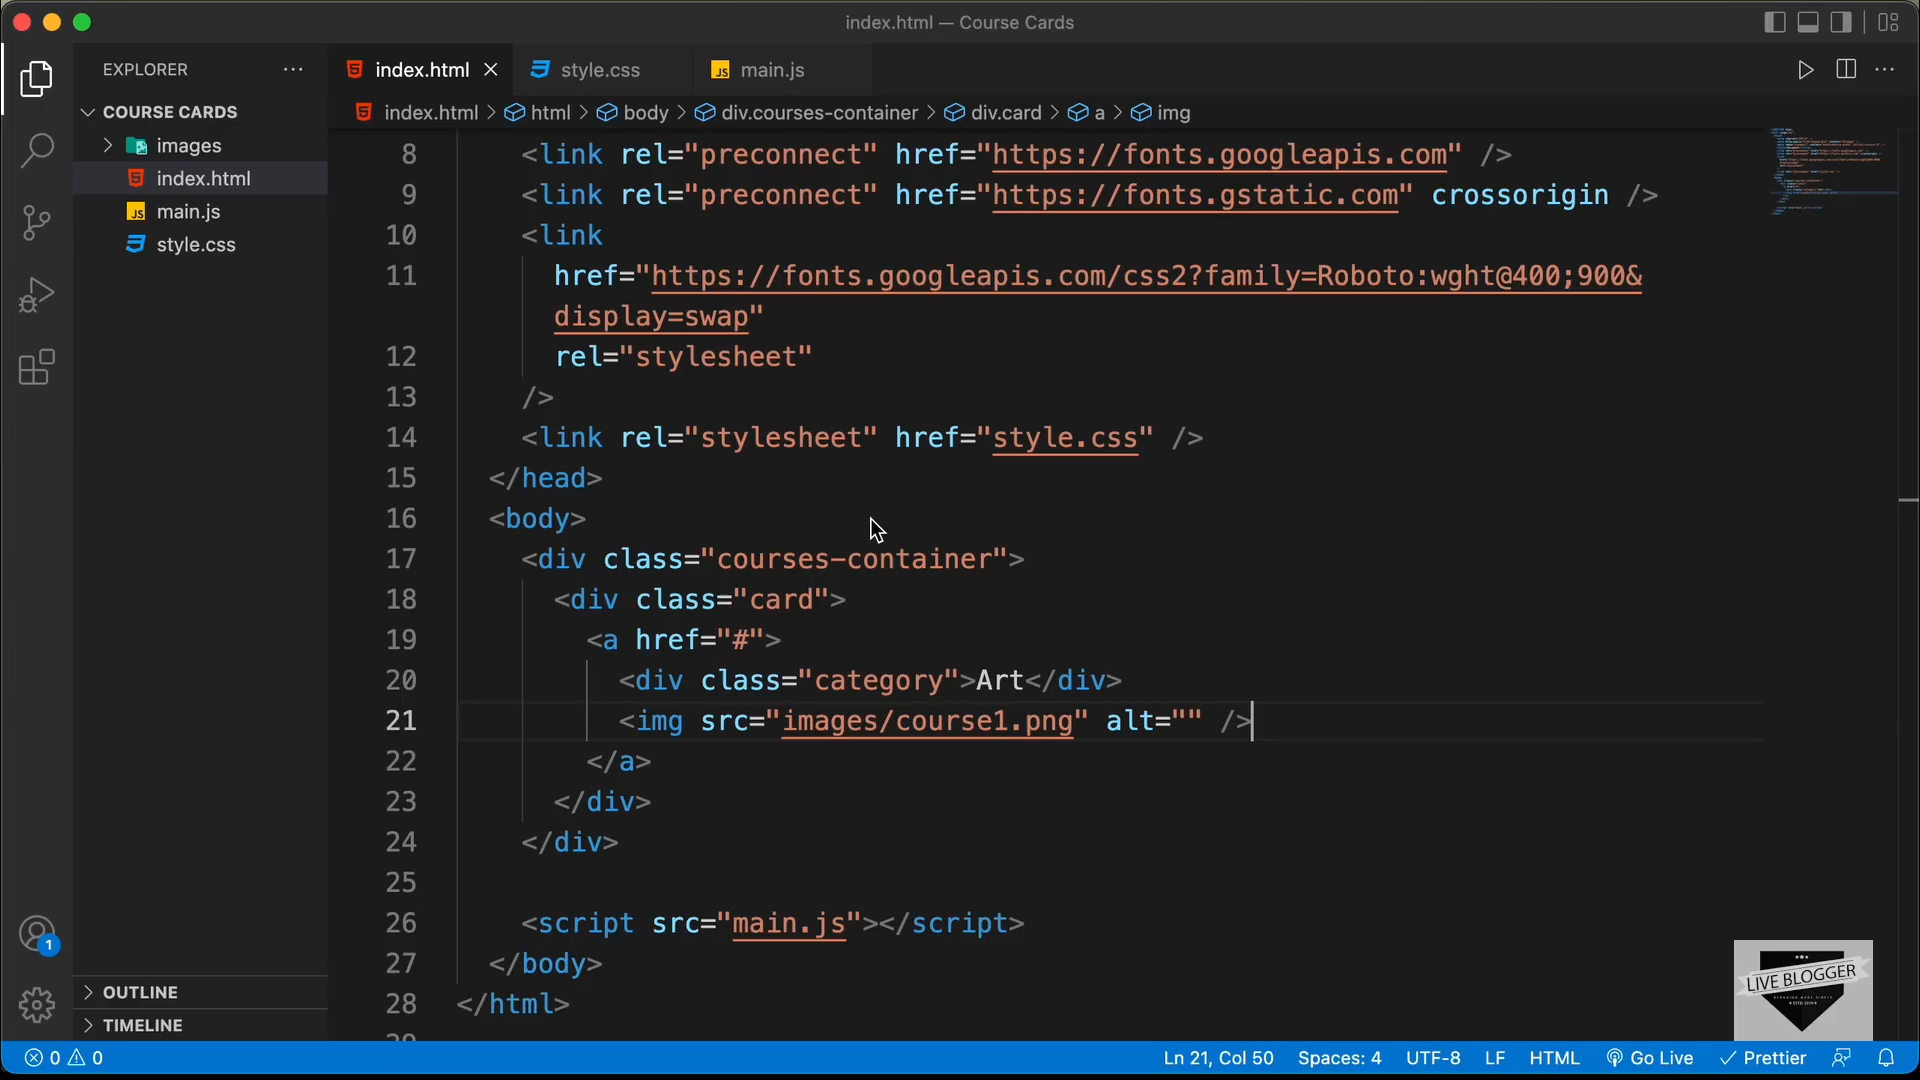 index.html — Course Cards
EXPLORER
index.html
style.css
JS main.js
COURSE CARDS
index.html > html > body > div.courses-container > div.card > a > img
images
index.html
JS main.js
style.css
8 <link rel="preconnect" href="https://fonts.googleapis.com" />
9 <link rel="preconnect" href="https://fonts.gstatic.com" crossorigin />
10 <link
11 href="https://fonts.googleapis.com/css2?family=Roboto:wght@400;900&
display=swap"
12 rel="stylesheet"
13 />
14 <link rel="stylesheet" href="style.css" />
15 </head>
16 <body>
17 <div class="courses-container">
18 <div class="card">
19 <a href="#">
20 <div class="category">Art</div>
21 <img src="images/course1.png" alt="" />
22 </a>
23 </div>
24 </div>
25
26 <script src="main.js"></script>
27 </body>
28 </html>
1
OUTLINE
TIMELINE
LIVE BLOGGER
0 0
Ln 21, Col 50 Spaces: 4 UTF-8 LF HTML Go Live Prettier